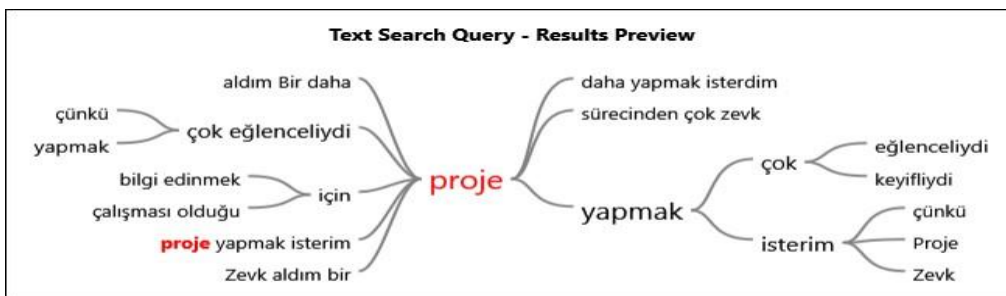 Text Search Query - Results Preview
aldım Bir daha
çünkü
yapmak
çok eğlenceliydi
bilgi edinmek
çalışması olduğu
için
proje yapmak isterim
Zevk aldım bir
proje
daha yapmak isterdim
sürecinden çok zevk
yapmak
çok
eğlenceliydi
keyifliydi
isterim
çünkü
Proje
Zevk